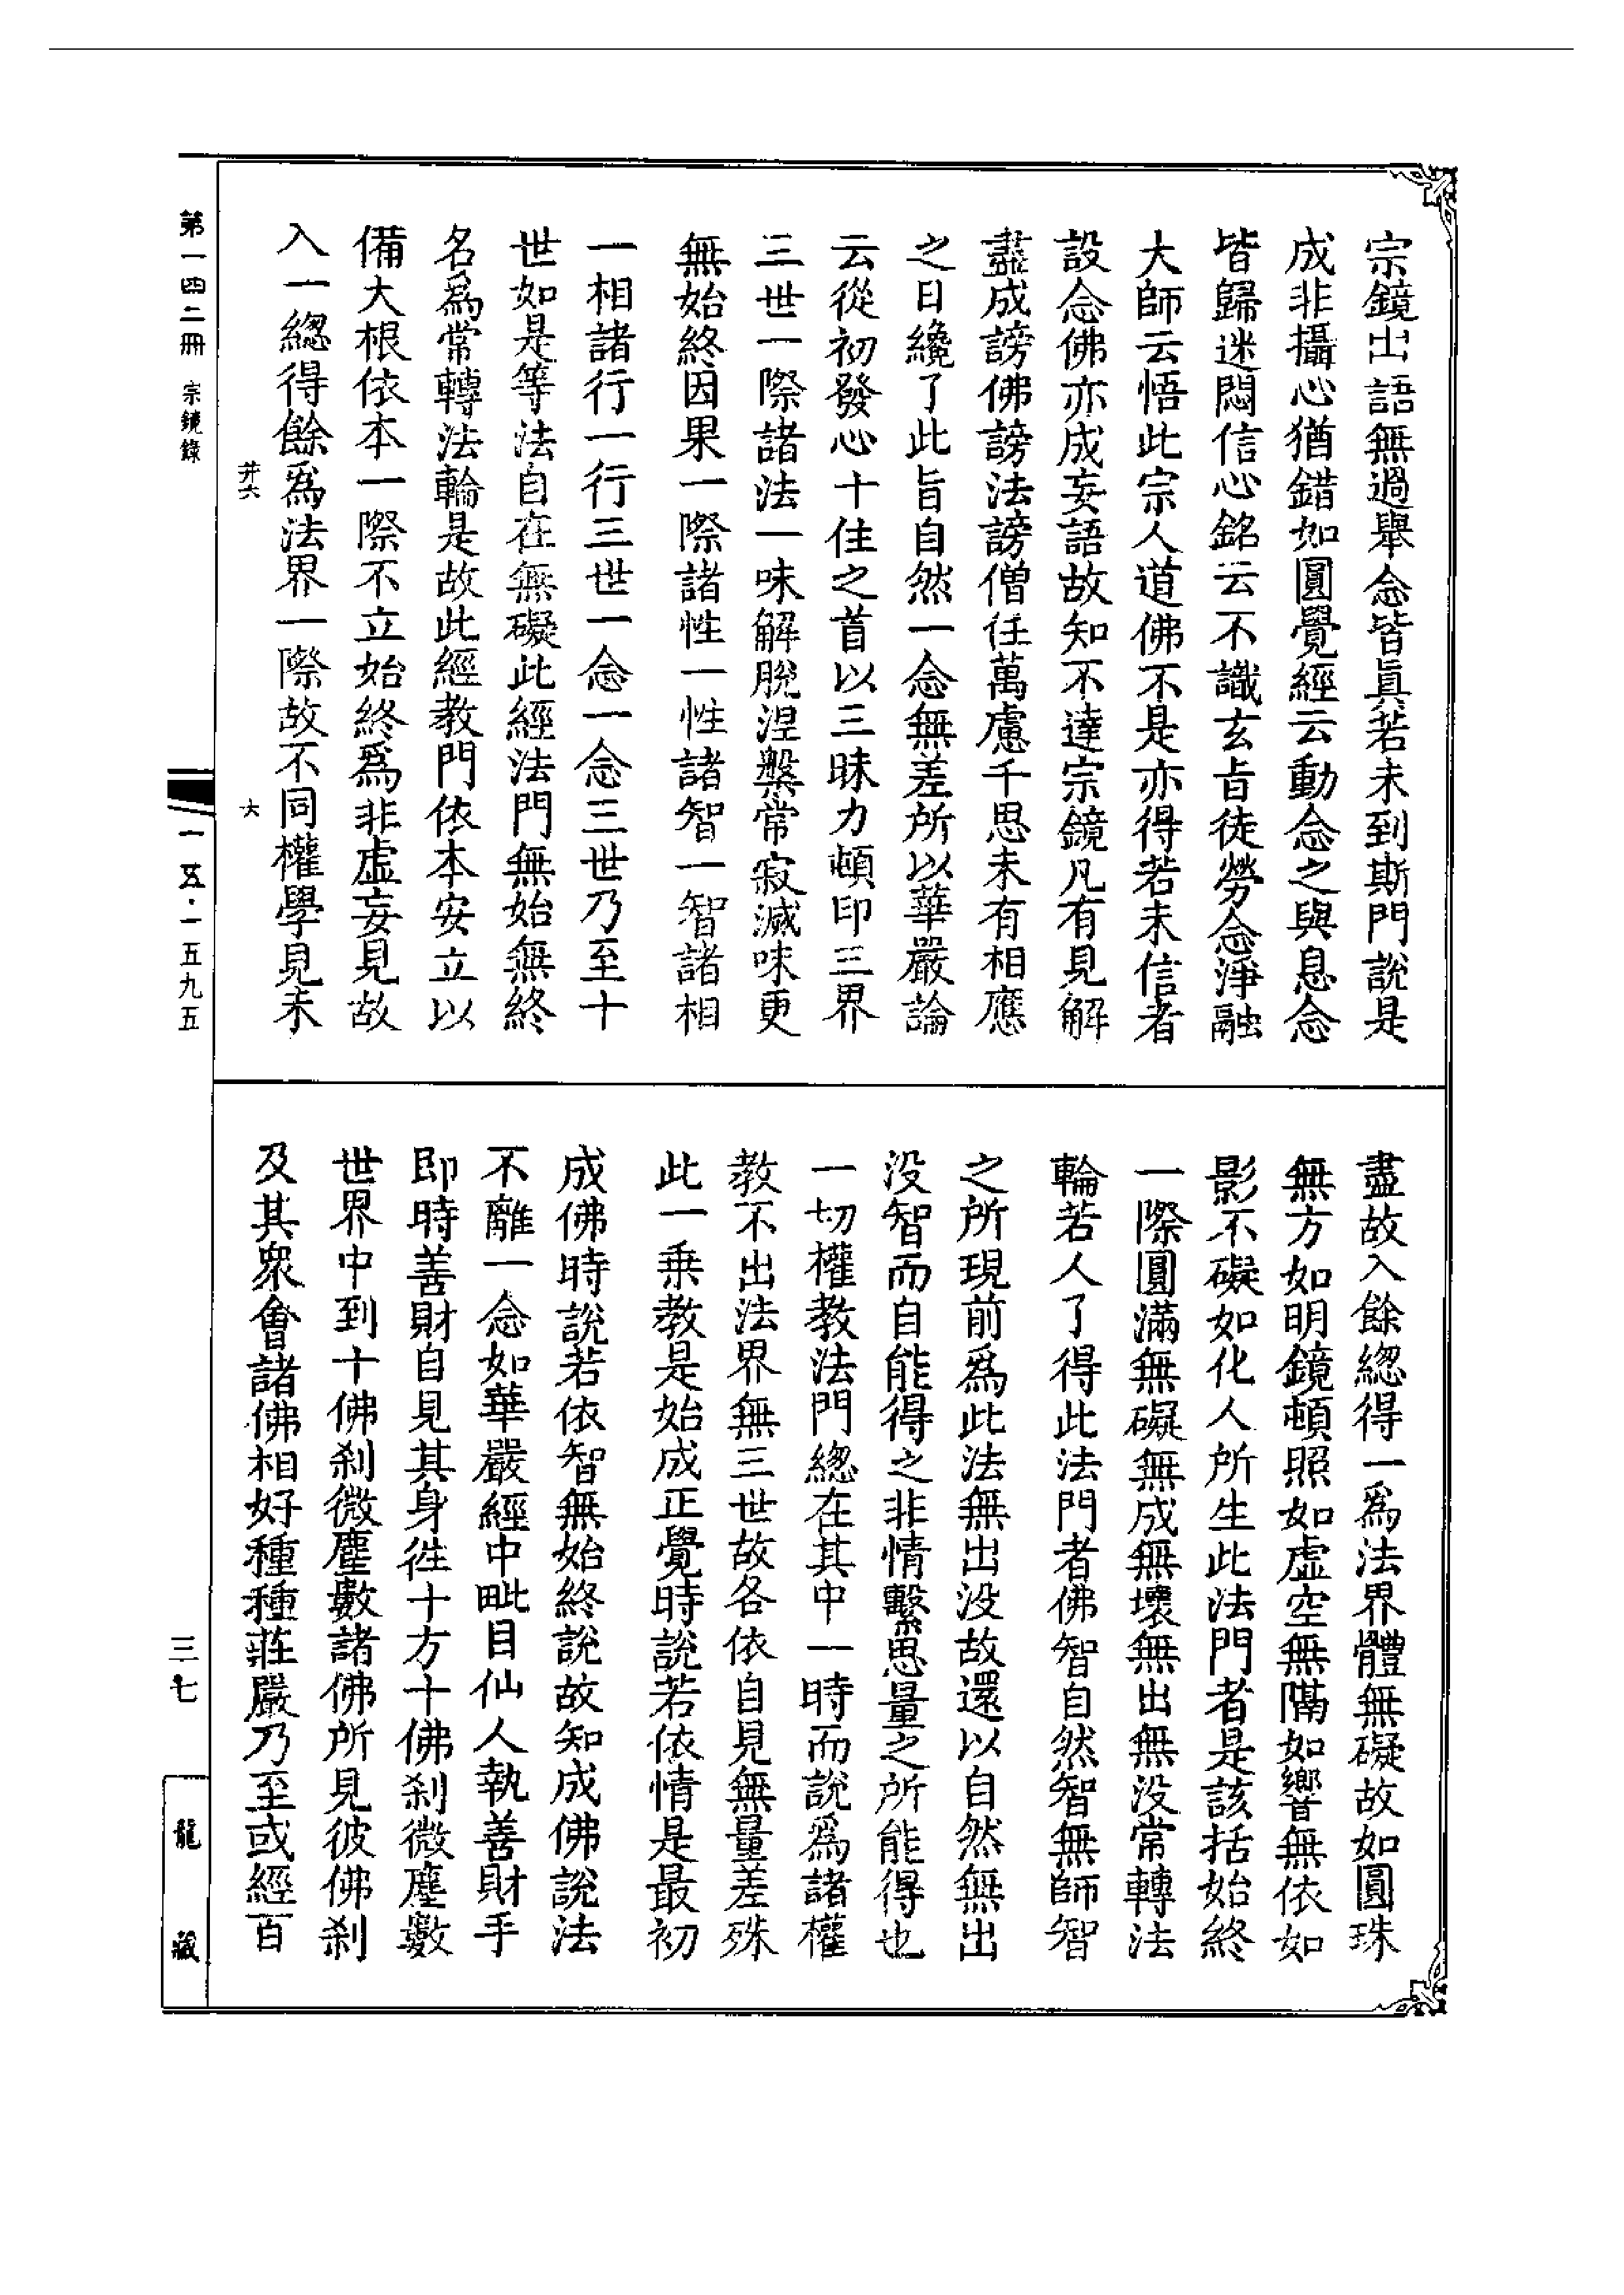 宗鏡出語無過舉念皆眞若未到斯門說是
成非攝心猶錯如圓覺經云動念之與息念
皆歸迷悶信心銘云不識玄㫖徒勞念淨融
大師云悟此宗人道佛不是亦得若未信者
設念佛亦成妄語故知不達宗鏡凡有見解
盡成謗佛謗法謗僧任萬慮千思未有相應
之日纔了此旨自然一念無差所以華嚴論
云從初發心十住之首以三昧力頓印三界
三世一際諸法一味解脫涅槃常寂滅味更
無始終因果一際諸性一性諸智一智諸相
一相諸行一行三世一念一念三世乃至十
世如是等法自在無礙此經法門無始無終
名爲常轉法輪是故此經教門依本安立以
備大根依本一際不立始終爲非虛妄見故
入一緫得餘爲法界一際故不同權學見未
盡故入餘緫得一爲法界體無礙故如圓珠
無方如明鏡頓照如虛空無隔如響無依如
影不礙如化人所生此法門者是該括始終
一際圓滿無礙無成無壞無出無没常轉法
輪若人了得此法門者佛智自然智無師智
之所現前爲此法無出没故還以自然無出
没智而自能得之非情繫思量之所能得也
一切權教法門緫在其中一時而說爲諸權
教不出法界無三世故各依自見無量差殊
此一乗教是始成正覺時說若依情是最初
成佛時說若依智無始終說故知成佛說法
不離一念如華嚴經中毗目仙人執善財手
即時善財自見其身徃十方十佛刹微塵數
世界中到十佛刹微塵數諸佛所見彼佛刹
及其衆會諸佛相好種種莊嚴乃至或經百
第一四二冊 宗鏡錄
一五·一五九五
三七
龍藏
幷六
六